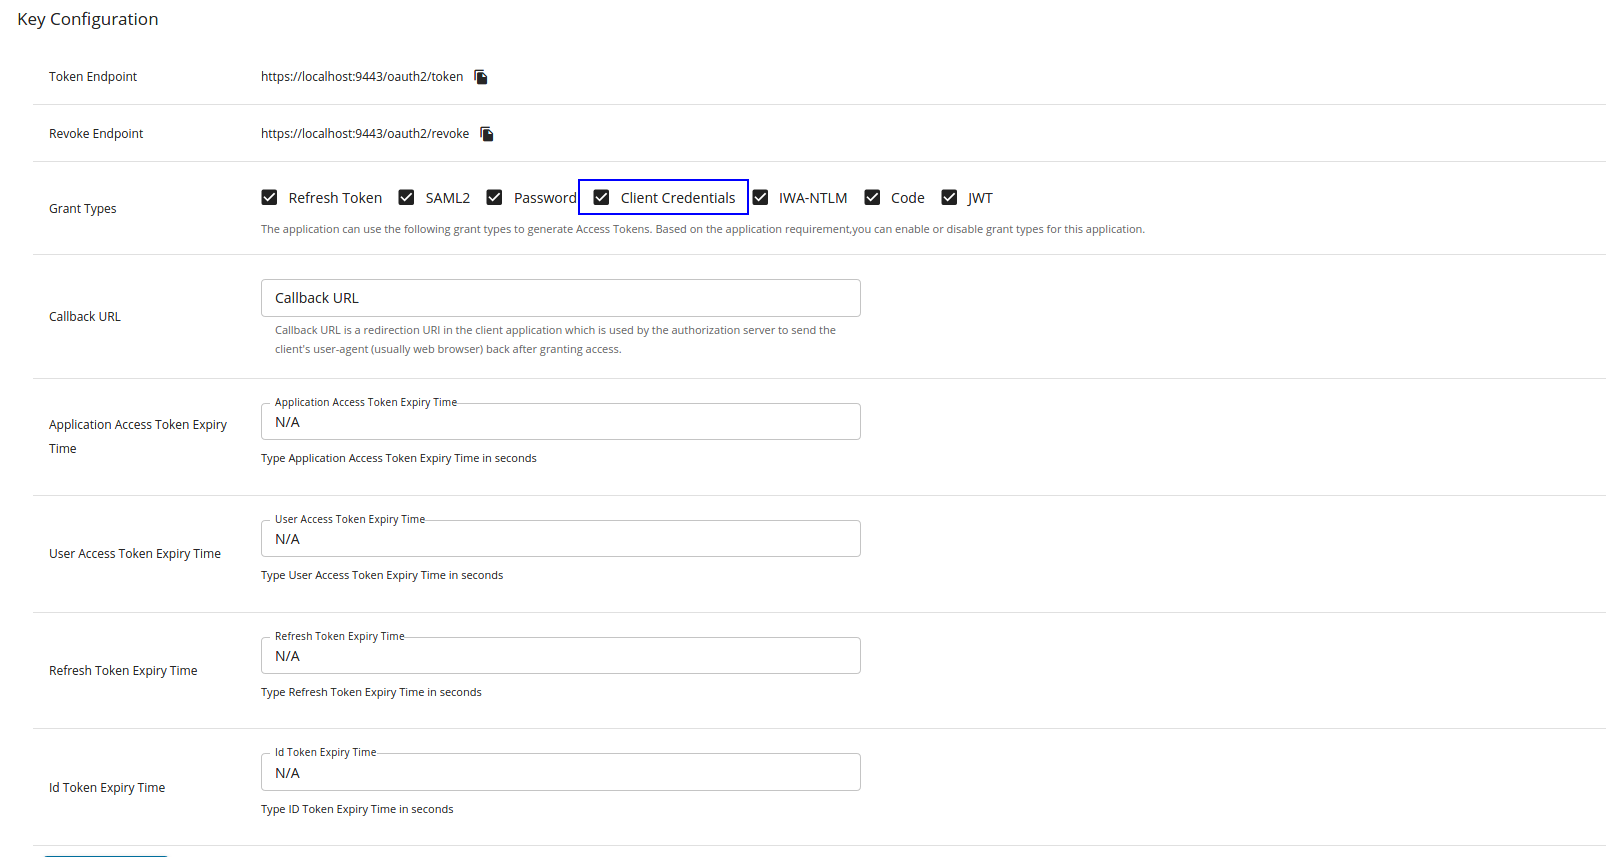 Key Configuration
Token Endpoint
https://localhost:9443/oauth2/token
Revoke Endpoint
https://localhost:9443/oauth2/revoke
Grant Types
Refresh Token SAML2 Password Client Credentials IWA-NTLM Code JWT
The application can use the following grant types to generate Access Tokens. Based on the application requirement,you can enable or disable grant types for this application.
Callback URL
Callback URL
Callback URL is a redirection URI in the client application which is used by the authorization server to send the
client's user-agent (usually web browser) back after granting access.
Application Access Token Expiry
Time
Application Access Token Expiry Time
N/A
Type Application Access Token Expiry Time in seconds
User Access Token Expiry Time
User Access Token Expiry Time
N/A
Type User Access Token Expiry Time in seconds
Refresh Token Expiry Time
Refresh Token Expiry Time
N/A
Type Refresh Token Expiry Time in seconds
Id Token Expiry Time
Id Token Expiry Time
N/A
Type ID Token Expiry Time in seconds